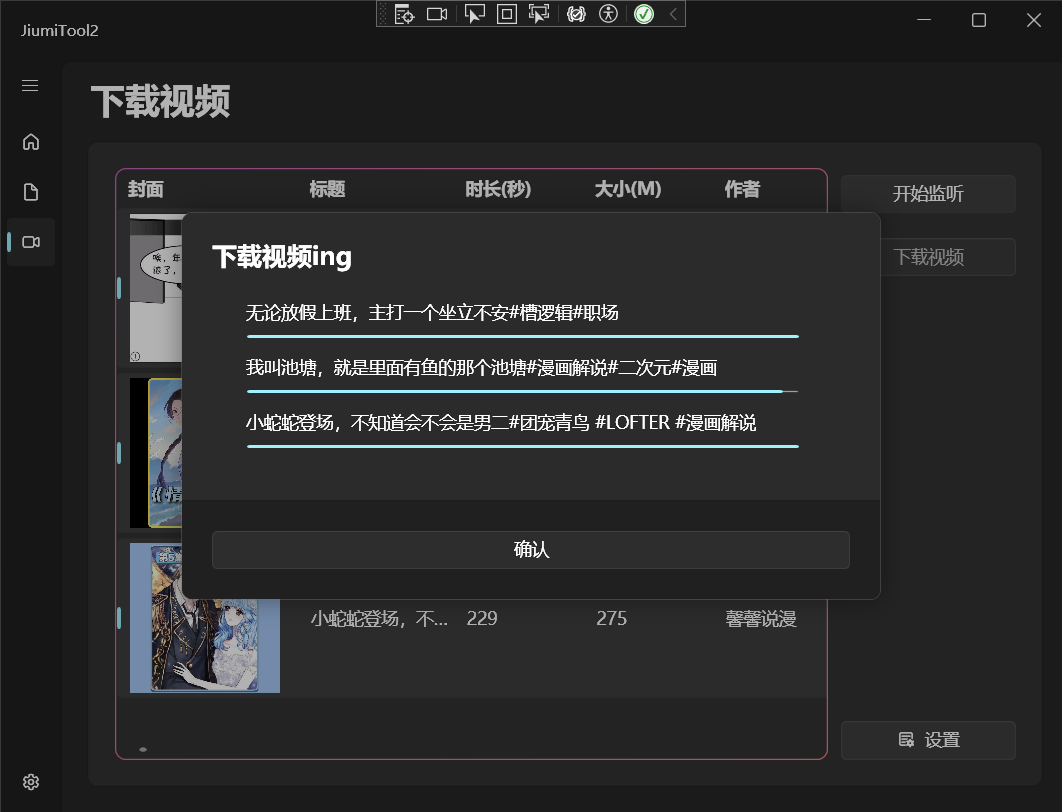 JiumiTool2
下载视频
封面 标题 时长(秒) 大小(M) 作者
开始监听
下载视频
下载视频ing
无论放假上班，主打一个坐立不安#槽逻辑#职场
我叫池塘，就是里面有鱼的那个池塘#漫画解说#二次元#漫画
小蛇蛇登场，不知道会不会是男二#团宠青鸟 #LOFTER #漫画解说
确认
小蛇蛇登场，不... 229 275 馨馨说漫
设置